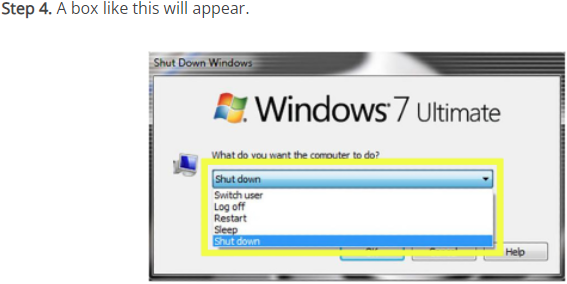 Step 4. A box like this will appear.
Shut Down Windows
Windows 7 Ultimate
What do you want the computer to do?
Shut down
Switch user
Log off
Restart
Sleep
Shut down
Help